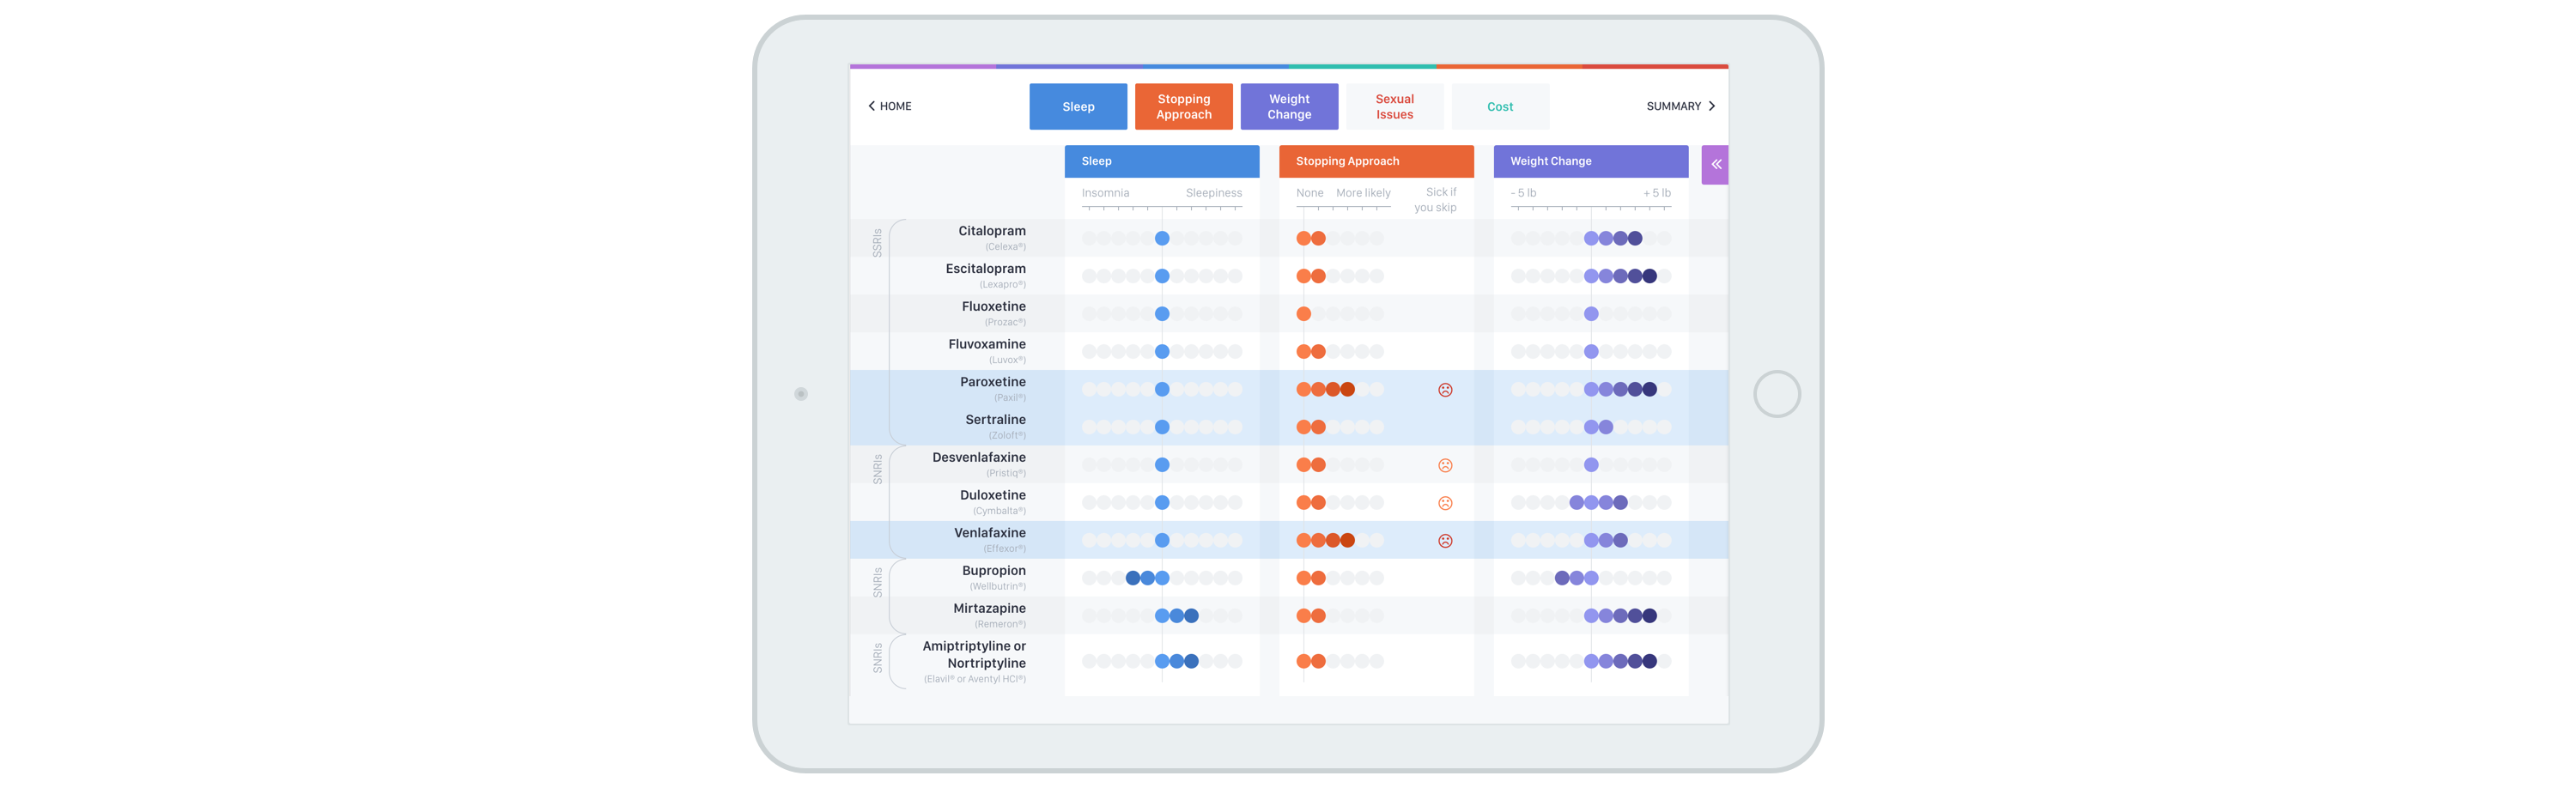 HOME
Sleep
Stopping
Approach
Weight
Change
Sexual
Issues
Cost
SUMMARY
Sleep
Stopping Approach
Weight Change
Insomnia Sleepiness
None More likely Sick if
you skip
- 5 lb + 5 lb
SSRIs
Citalopram
(Celexa®)
Escitalopram
(Lexapro®)
Fluoxetine
(Prozac®)
Fluvoxamine
(Luvox®)
Paroxetine
(Paxil®)
Sertraline
(Zoloft®)
SNRIs
Desvenlafaxine
(Pristiq®)
Duloxetine
(Cymbalta®)
Venlafaxine
(Effexor®)
SNRIs
Bupropion
(Wellbutrin®)
Mirtazapine
(Remeron®)
SNRIs
Amiptriptyline or
Nortriptyline
(Elavil® or Aventyl HCl®)